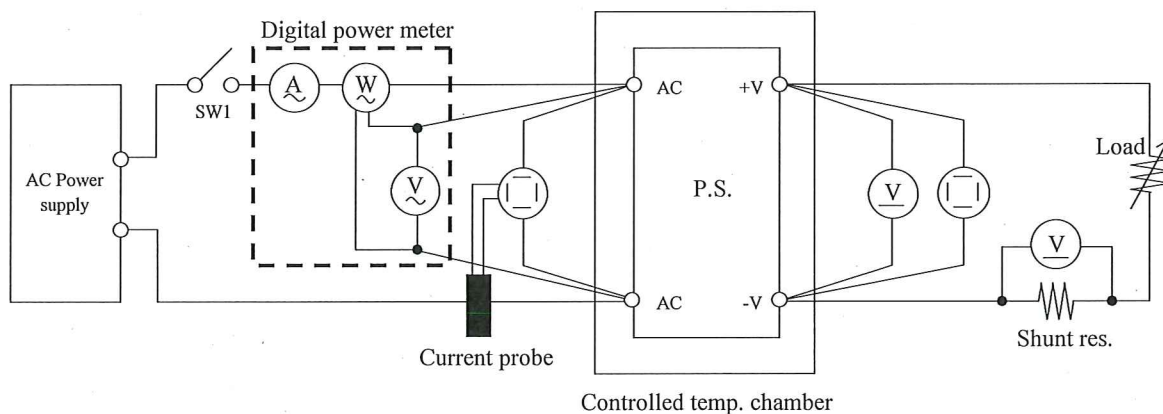 Digital power meter
SW1
A
W
V
AC Power
supply
Current probe
AC
+V
P.S.
AC
-V
V
Load
V
Shunt res.
Controlled temp. chamber